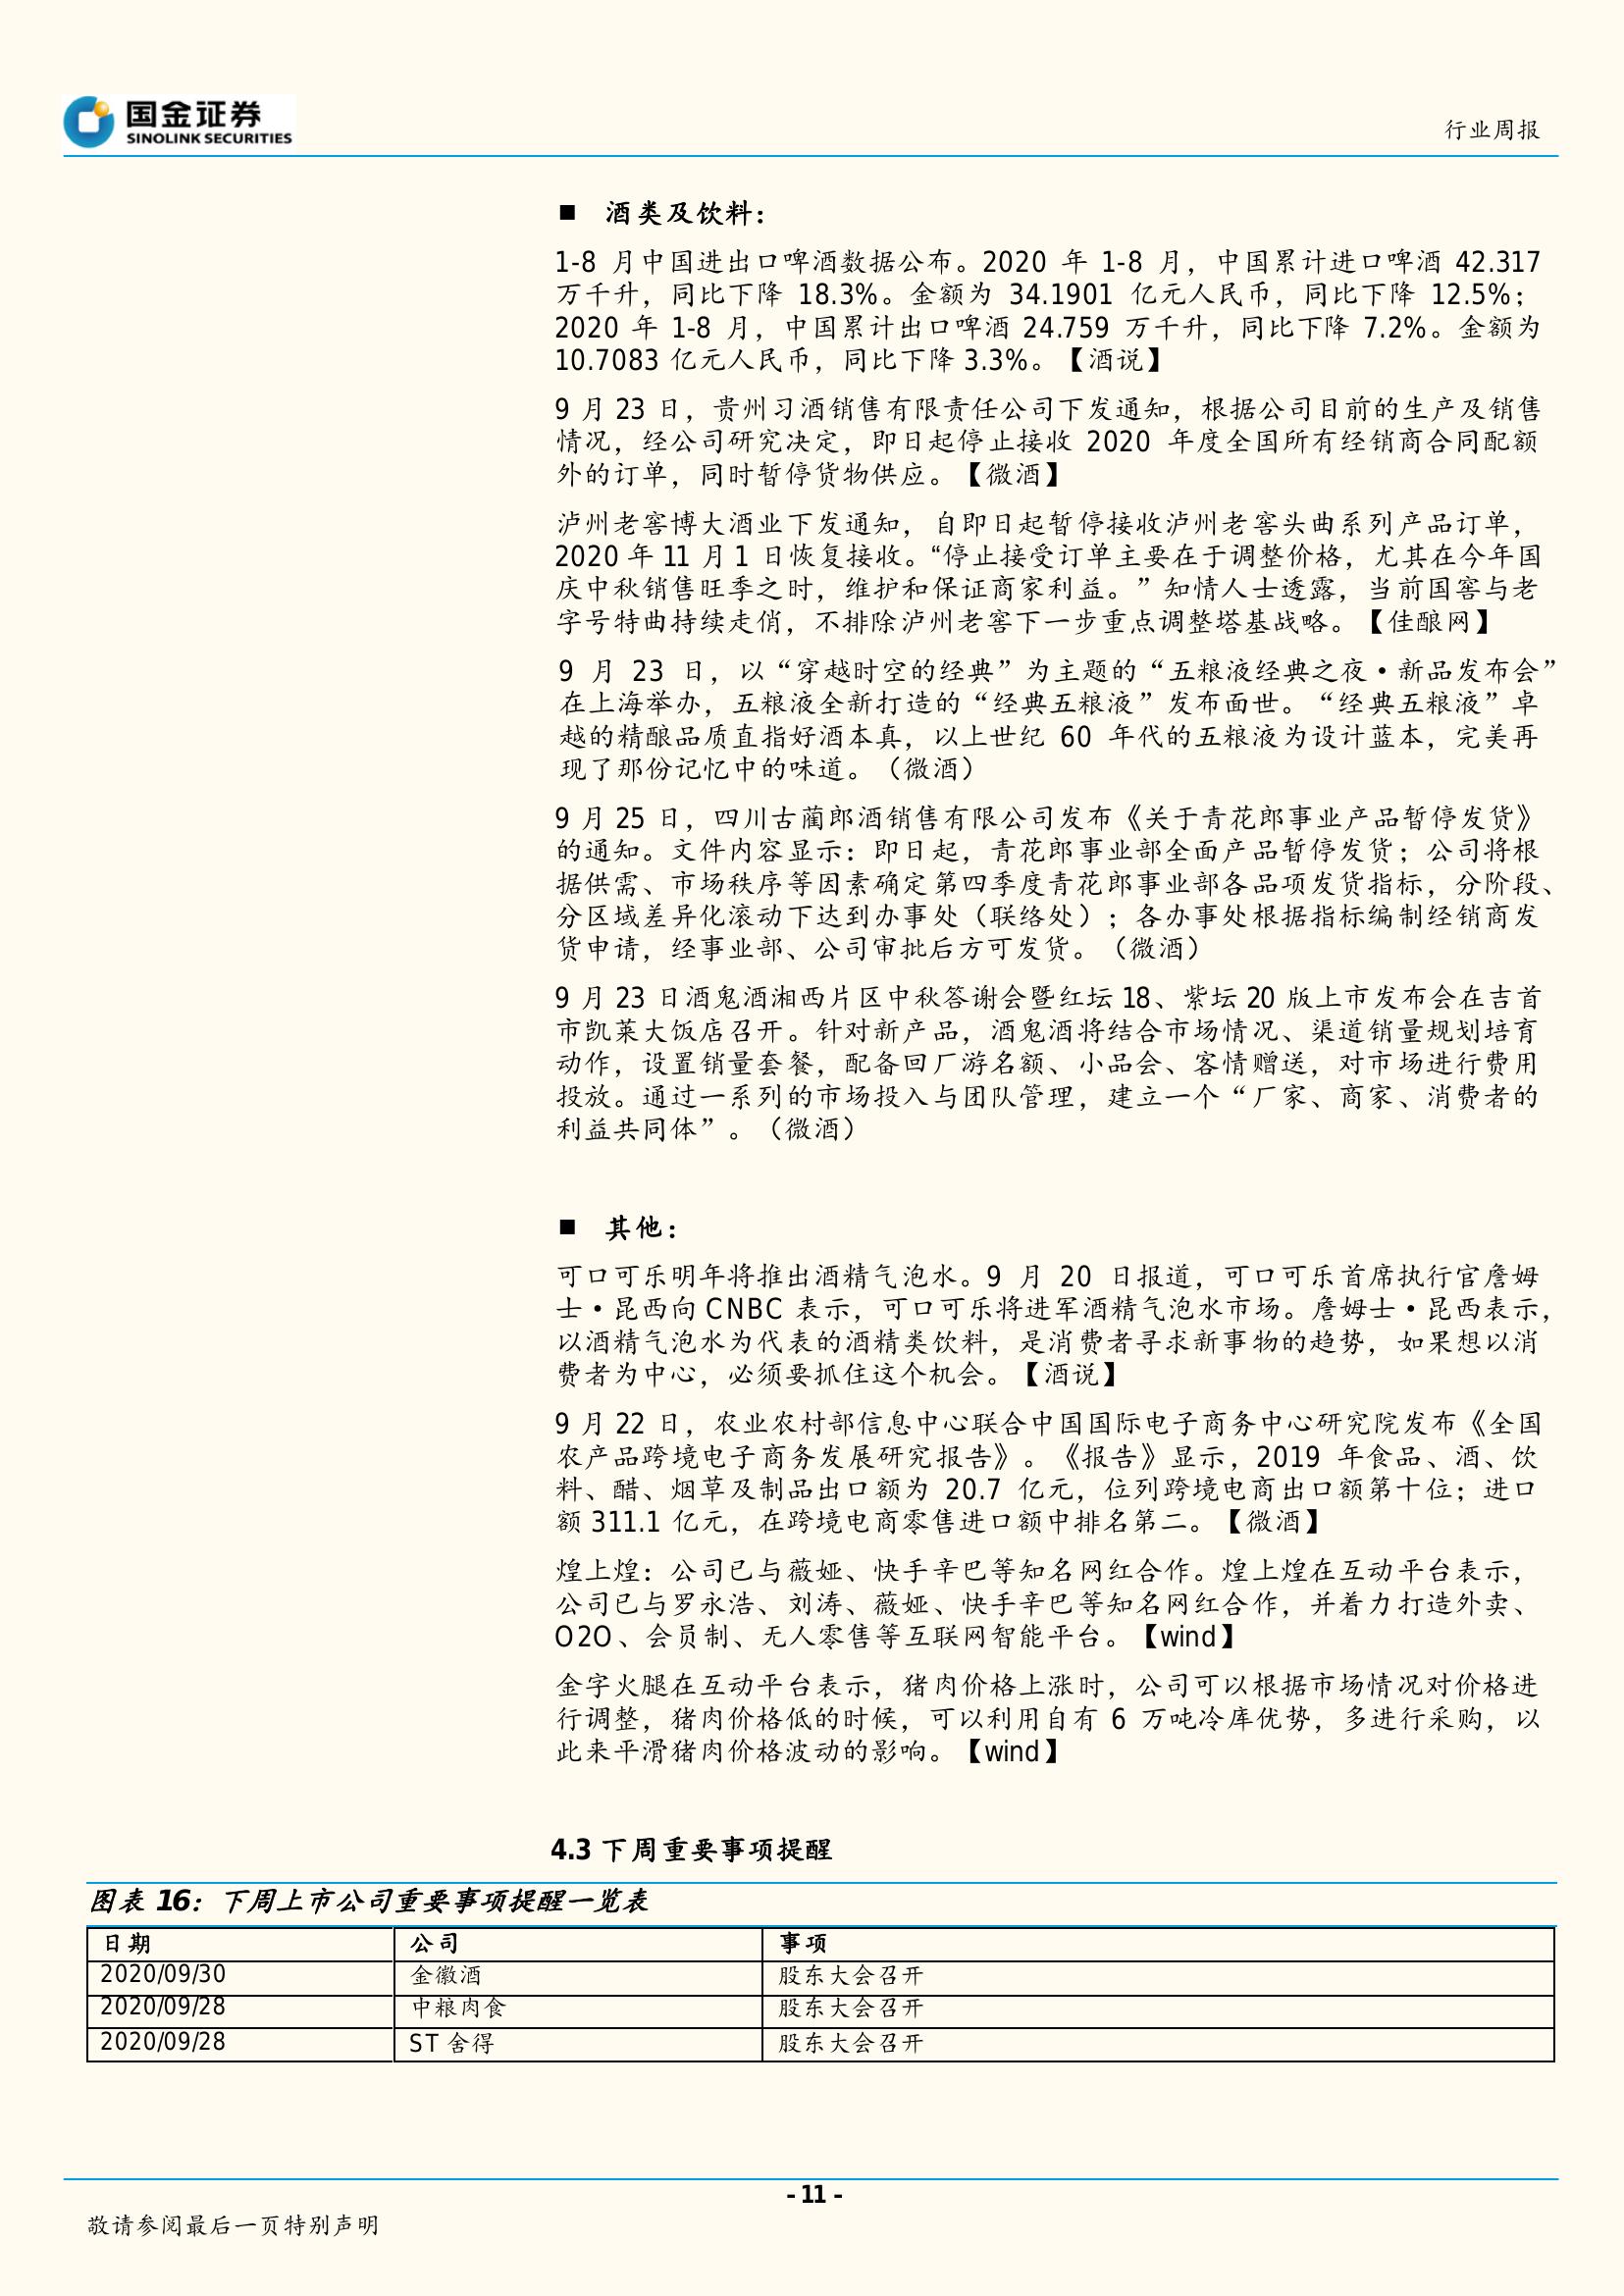 国金证券
SINOLINK SECURITIES
行业周报
■ 酒类及饮料：
1-8 月中国进出口啤酒数据公布。2020 年 1-8 月，中国累计进口啤酒 42.317
万千升，同比下降 18.3%。金额为 34.1901 亿元人民币，同比下降 12.5%；
2020 年 1-8 月，中国累计出口啤酒 24.759 万千升，同比下降 7.2%。金额为
10.7083 亿元人民币，同比下降 3.3%。【酒说】
9 月 23 日，贵州习酒销售有限责任公司下发通知，根据公司目前的生产及销售
情况，经公司研究决定，即日起停止接收 2020 年度全国所有经销商合同配额
外的订单，同时暂停货物供应。【微酒】
泸州老窖博大酒业下发通知，自即日起暂停接收泸州老窖头曲系列产品订单，
2020 年 11 月 1 日恢复接收。“停止接受订单主要在于调整价格，尤其在今年国
庆中秋销售旺季之时，维护和保证商家利益。”知情人士透露，当前国窖与老
字号特曲持续走俏，不排除泸州老窖下一步重点调整塔基战略。【佳酿网】
9 月 23 日，以“穿越时空的经典”为主题的“五粮液经典之夜•新品发布会”
在上海举办，五粮液全新打造的“经典五粮液”发布面世。“经典五粮液”卓
越的精酿品质直指好酒本真，以上世纪 60 年代的五粮液为设计蓝本，完美再
现了那份记忆中的味道。（微酒）
9 月 25 日，四川古蔺郎酒销售有限公司发布《关于青花郎事业产品暂停发货》
的通知。文件内容显示：即日起，青花郎事业部全面产品暂停发货；公司将根
据供需、市场秩序等因素确定第四季度青花郎事业部各品项发货指标，分阶段、
分区域差异化滚动下达到办事处（联络处）；各办事处根据指标编制经销商发
货申请，经事业部、公司审批后方可发货。（微酒）
9 月 23 日酒鬼酒湘西片区中秋答谢会暨红坛 18、紫坛 20 版上市发布会在吉首
市凯莱大饭店召开。针对新产品，酒鬼酒将结合市场情况、渠道销量规划培育
动作，设置销量套餐，配备回厂游名额、小品会、客情赠送，对市场进行费用
投放。通过一系列的市场投入与团队管理，建立一个“厂家、商家、消费者的
利益共同体”。（微酒）
■ 其他：
可口可乐明年将推出酒精气泡水。9 月 20 日报道，可口可乐首席执行官詹姆
士•昆西向 CNBC 表示，可口可乐将进军酒精气泡水市场。詹姆士•昆西表示，
以酒精气泡水为代表的酒精类饮料，是消费者寻求新事物的趋势，如果想以消
费者为中心，必须要抓住这个机会。【酒说】
9 月 22 日，农业农村部信息中心联合中国国际电子商务中心研究院发布《全国
农产品跨境电子商务发展研究报告》。《报告》显示，2019 年食品、酒、饮
料、醋、烟草及制品出口额为 20.7 亿元，位列跨境电商出口额第十位；进口
额 311.1 亿元，在跨境电商零售进口额中排名第二。【微酒】
煌上煌：公司已与薇娅、快手辛巴等知名网红合作。煌上煌在互动平台表示，
公司已与罗永浩、刘涛、薇娅、快手辛巴等知名网红合作，并着力打造外卖、
O2O、会员制、无人零售等互联网智能平台。【wind】
金字火腿在互动平台表示，猪肉价格上涨时，公司可以根据市场情况对价格进
行调整，猪肉价格低的时候，可以利用自有 6 万吨冷库优势，多进行采购，以
此来平滑猪肉价格波动的影响。【wind】
4.3 下周重要事项提醒
图表 16：下周上市公司重要事项提醒一览表
日期 公司 事项
2020/09/30 金徽酒 股东大会召开
2020/09/28 中粮肉食 股东大会召开
2020/09/28 ST 舍得 股东大会召开
- 11 -
敬请参阅最后一页特别声明